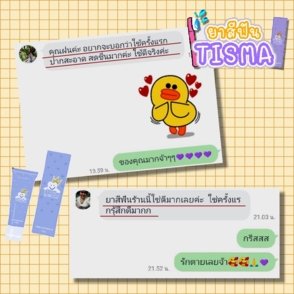 ยาสีฟัน
TISMA
คุณฝนค่ะ อยากจะบอกว่าใช้ครั้งแรก
ปากสะอาด สดชื่นมากค่ะ ใช้ดีจริงค่ะ
ของคุณมากจ้าๆๆ💜💜💜💜
13.39 น.
ยาสีฟันร้านนี้ใช้ดีมากเลยค่ะ ใช้ครั้งแร
กรุ้สึกดีมากก
21.03 น.
กริสสส
21.52 น.
รักตายเลยจ้า🥰🥰🙏💜